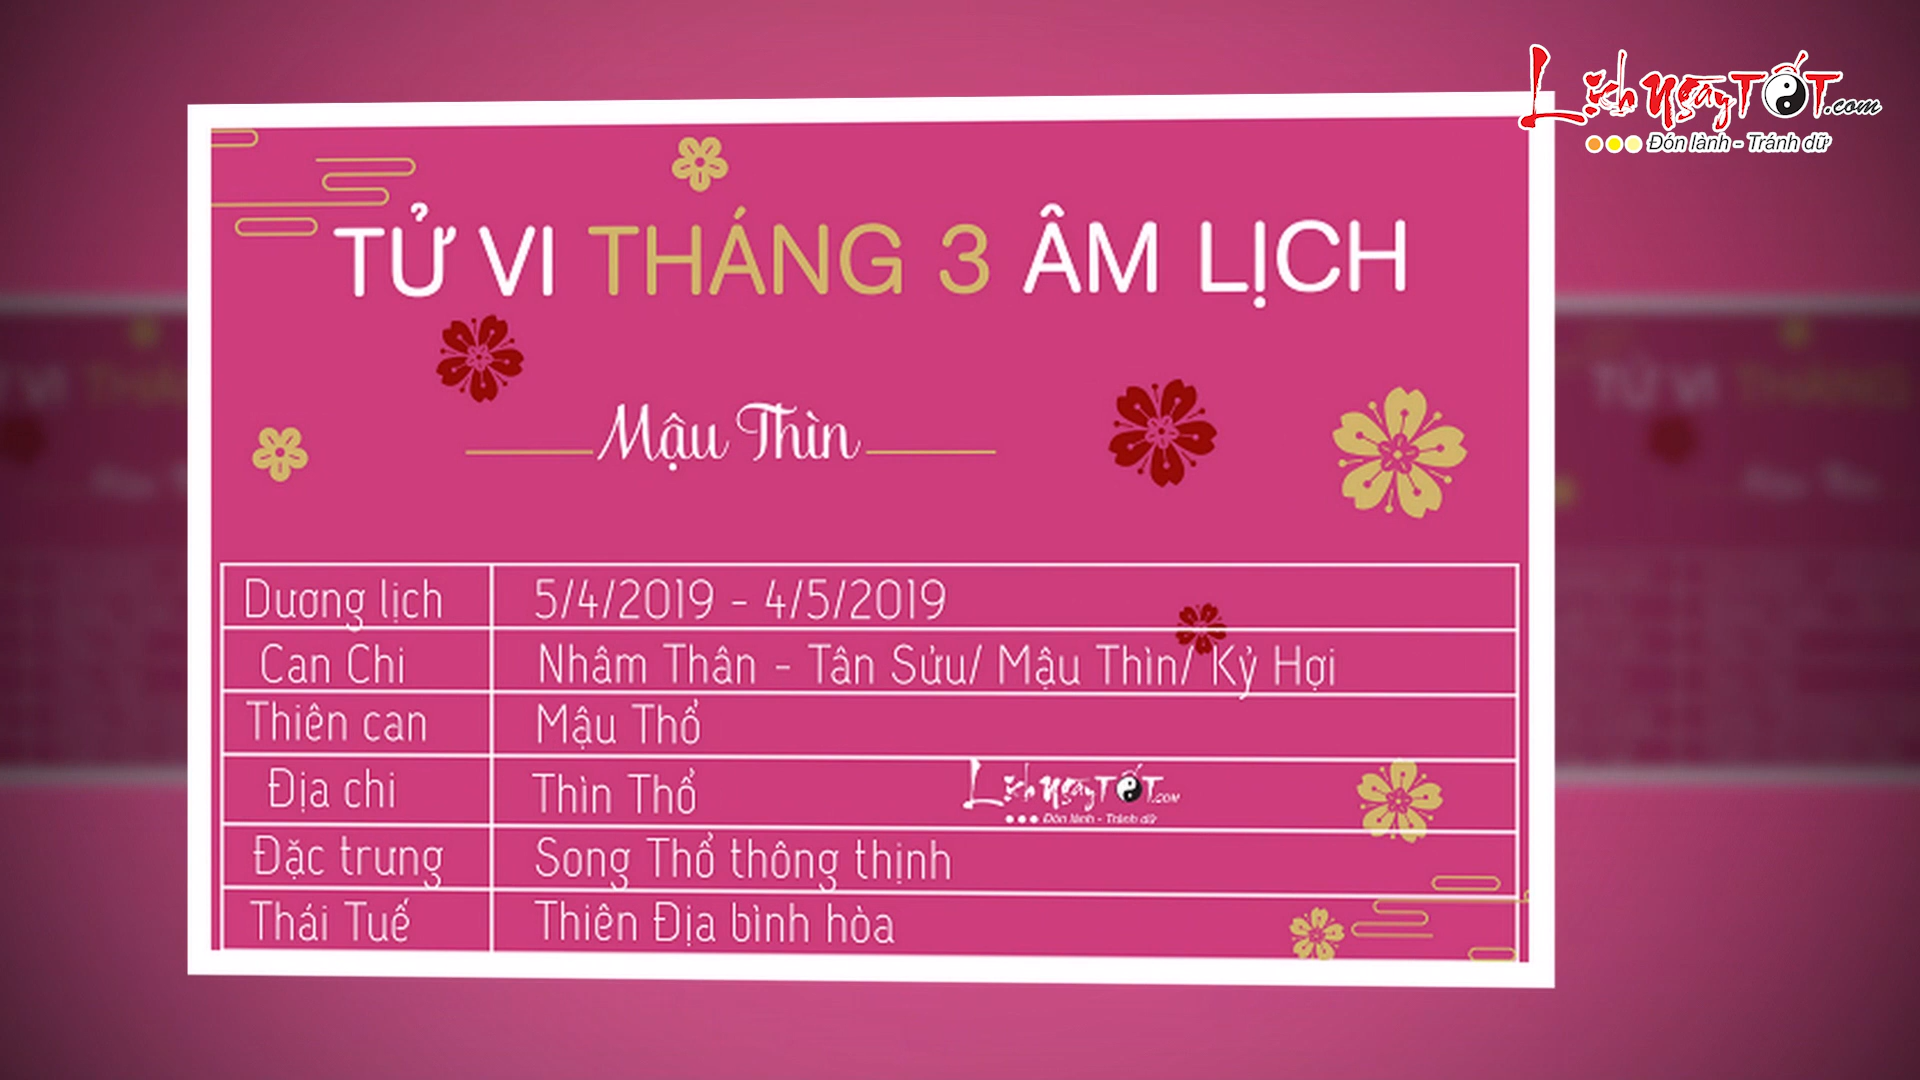 LịchNgàyTỐT.com
Đón lành - Tránh dữ
TỬ VI THÁNG 3 ÂM LỊCH
Mậu Thìn
Dương lịch 5/4/2019 - 4/5/2019
Can Chi Nhâm Thân - Tân Sửu/ Mậu Thìn/ Kỷ Hợi
Thiên can Mậu Thổ
Địa chi Thìn Thổ
LịchNgàyTỐT.com
Đón lành - Tránh dữ
Đặc trưng Song Thổ thông thịnh
Thái Tuế Thiên Địa bình hòa
TỬ VI THÁNG